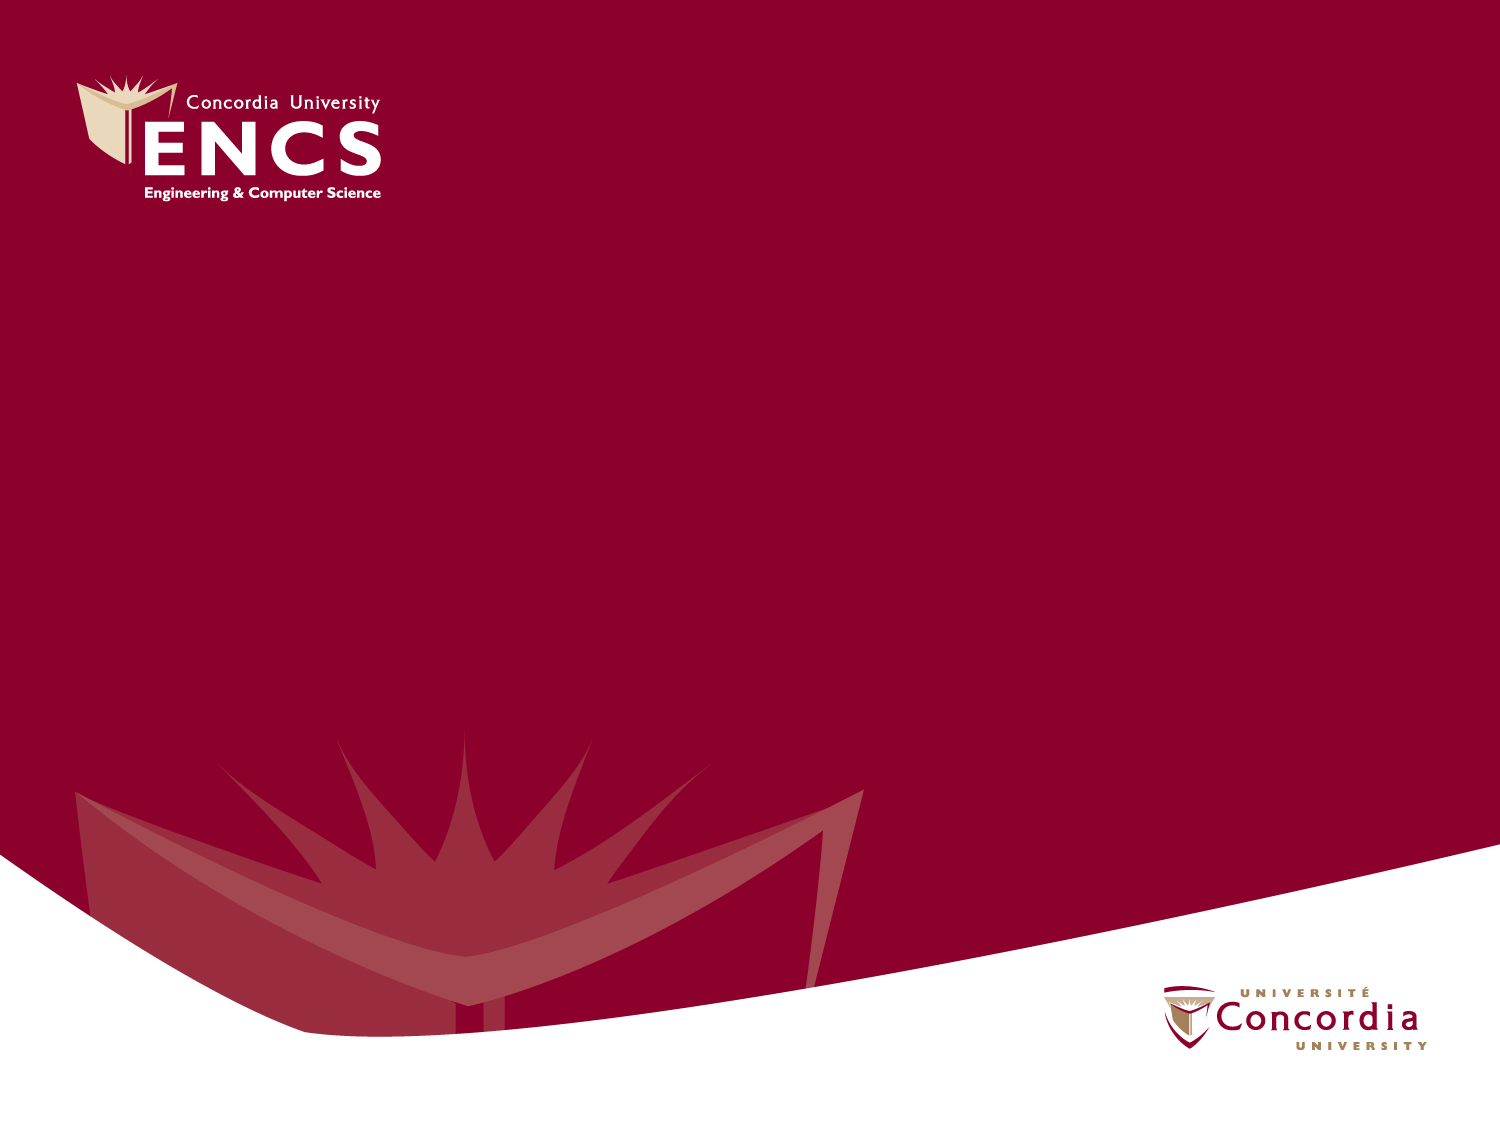 Concordia University
ENCS
Engineering & Computer Science
UNIVERSITÉ
Concordia
UNIVERSITY